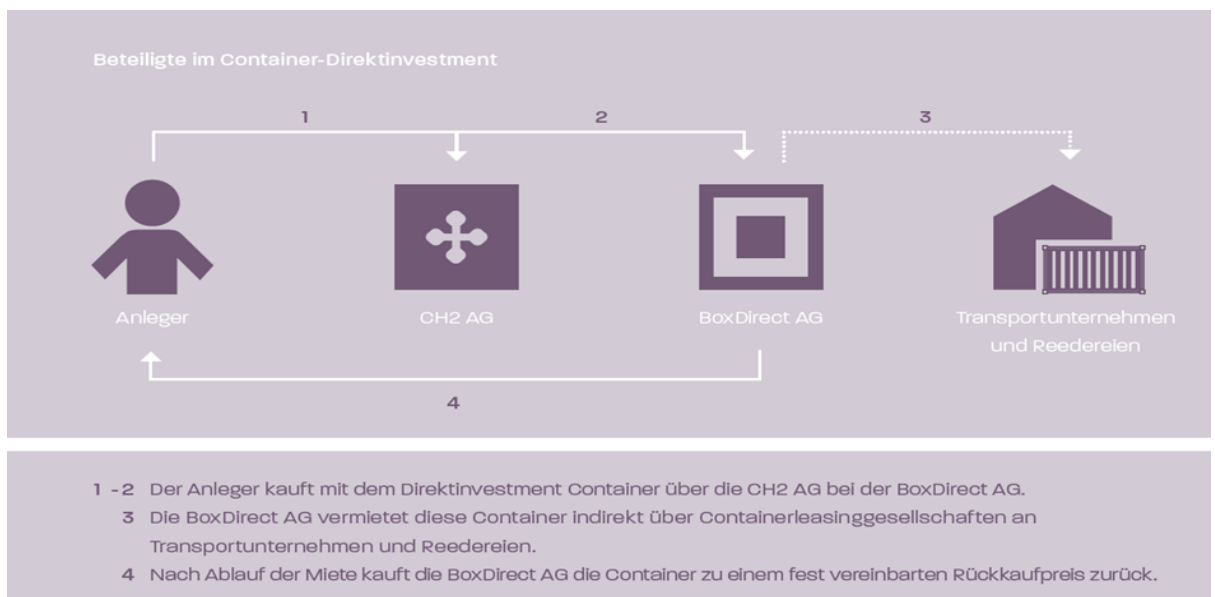 Beteiligte im Container-Direktinvestment
1
2
3
Anleger
CH2 AG
BoxDirect AG
Transportunternehmen
und Reedereien
4
1 - 2 Der Anleger kauft mit dem Direktinvestment Container über die CH2 AG bei der BoxDirect AG.
3 Die BoxDirect AG vermietet diese Container indirekt über Containerleasinggesellschaften an
Transportunternehmen und Reedereien.
4 Nach Ablauf der Miete kauft die BoxDirect AG die Container zu einem fest vereinbarten Rückkaufpreis zurück.